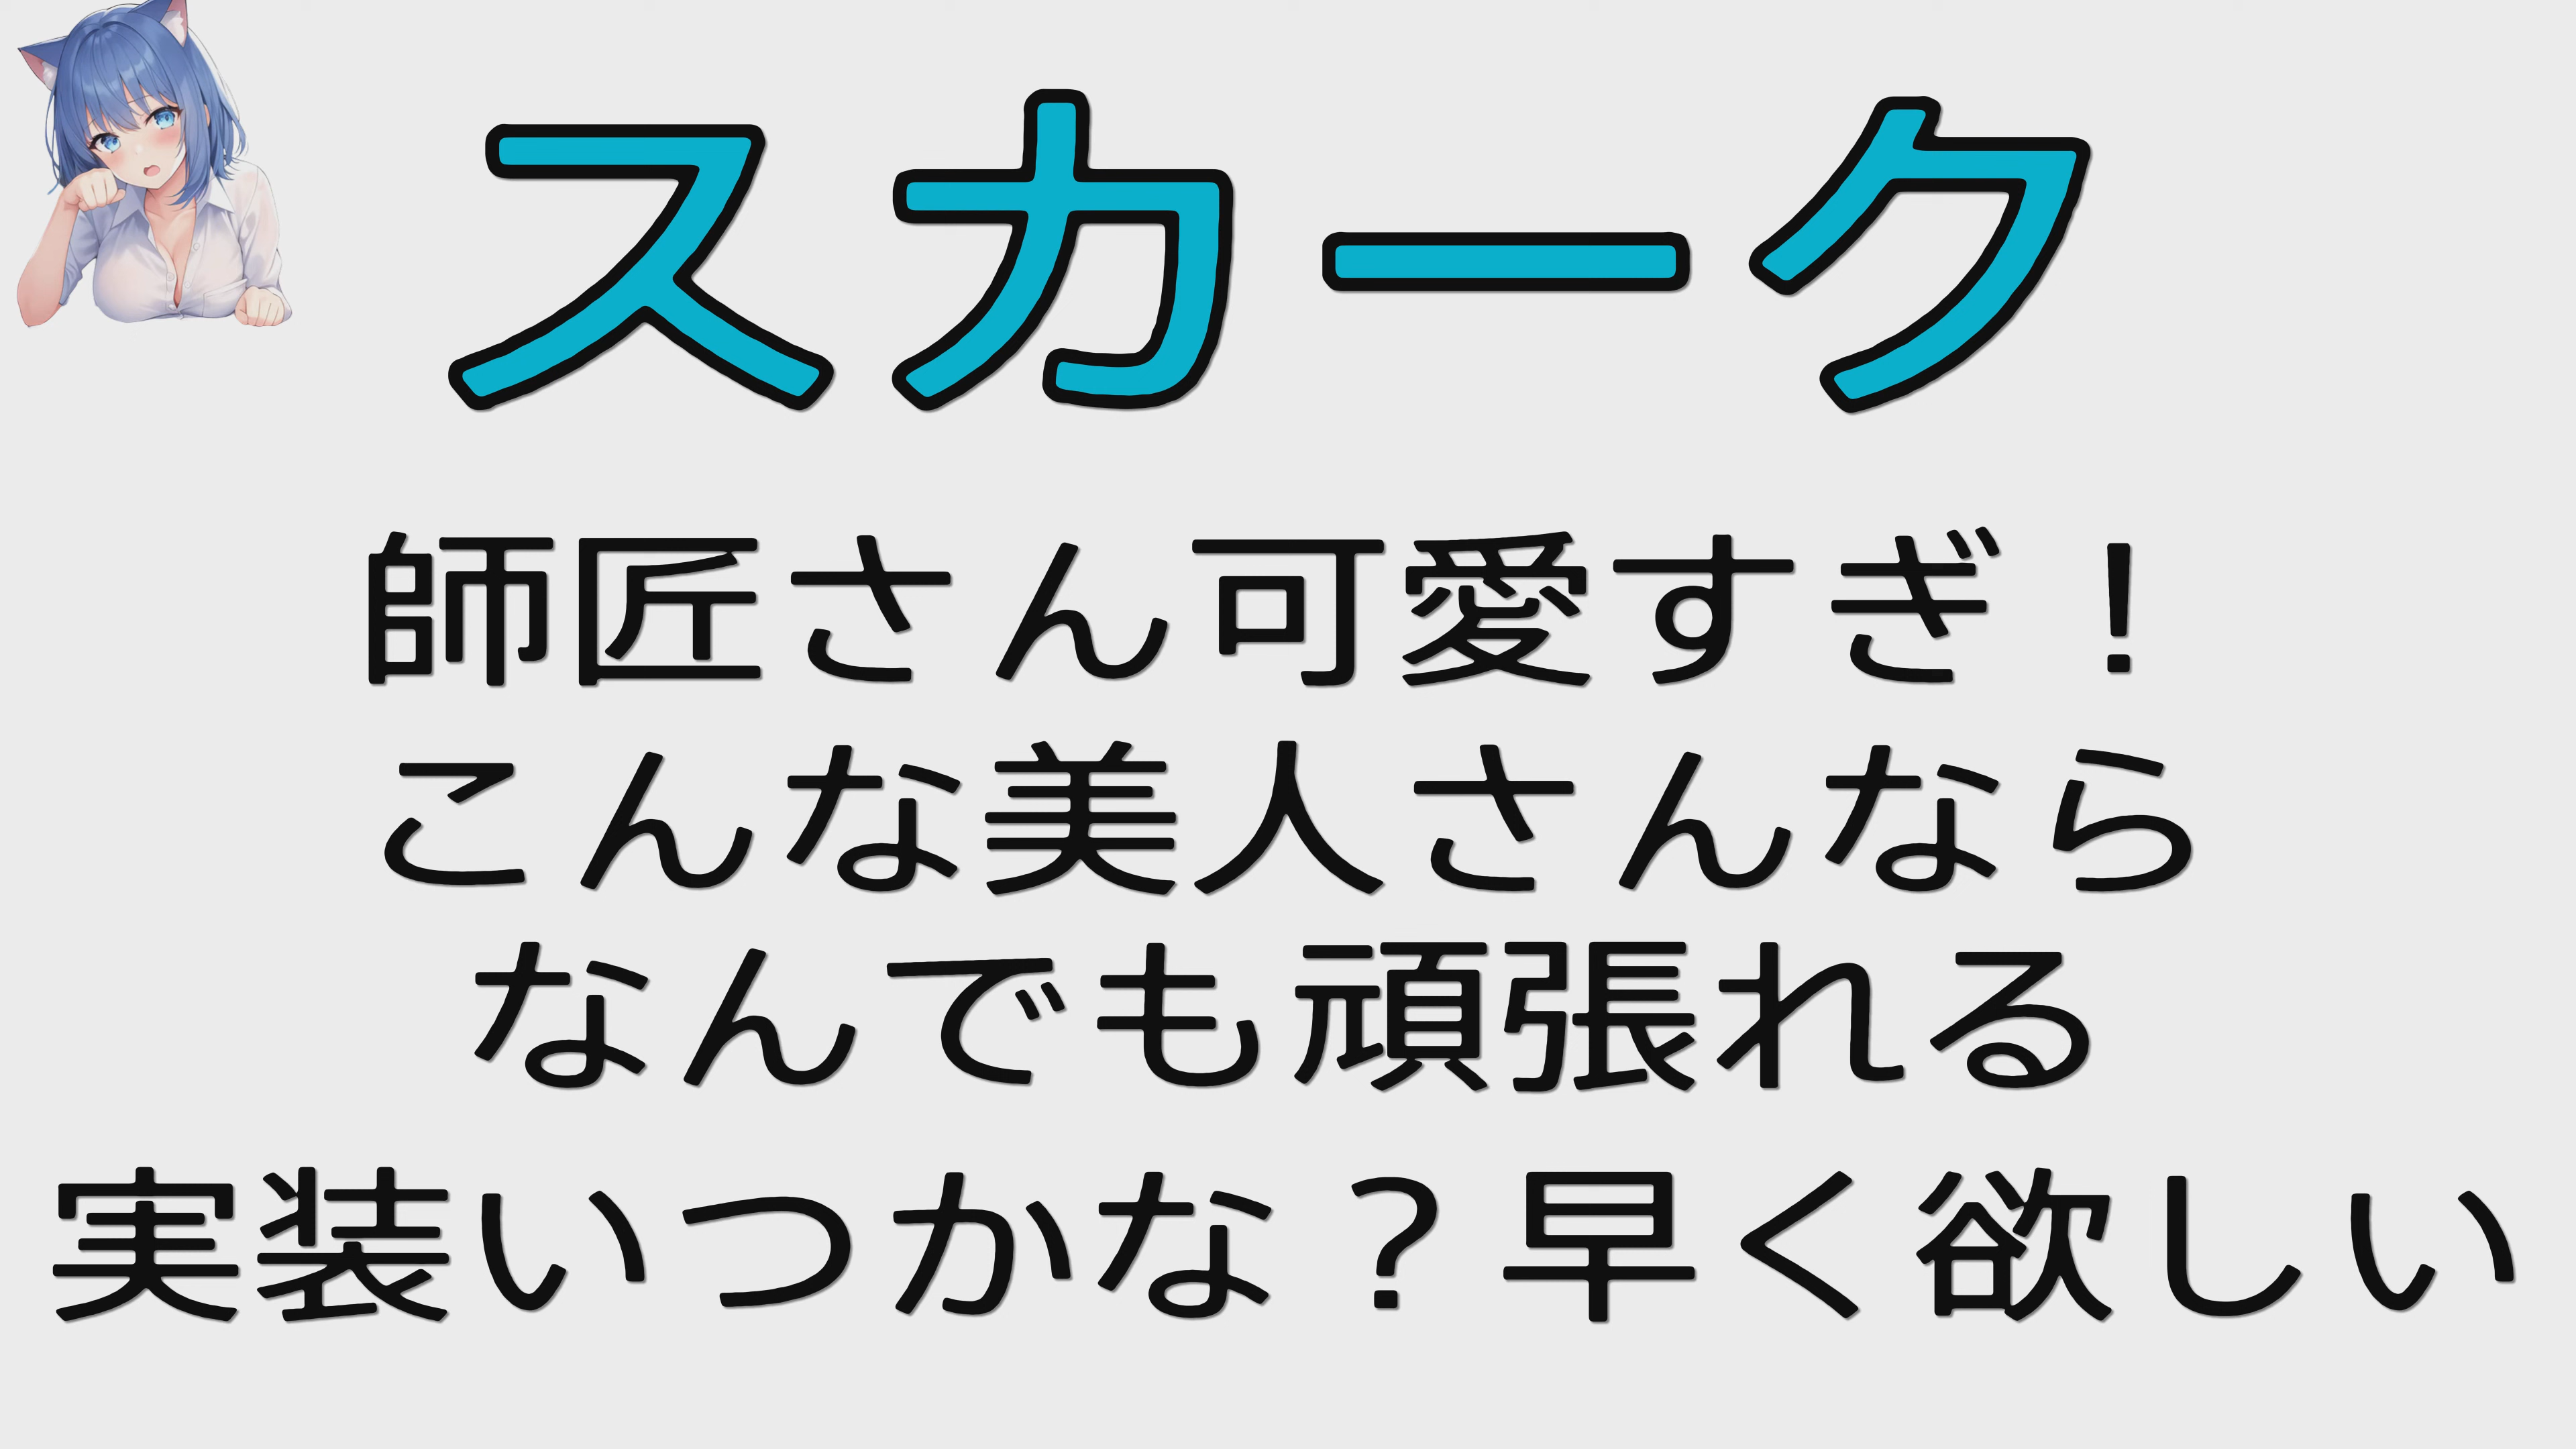 スカーク
師匠さん可愛すぎ！
こんな美人さんなら
なんでも頑張れる
実装いつかな？早く欲しい